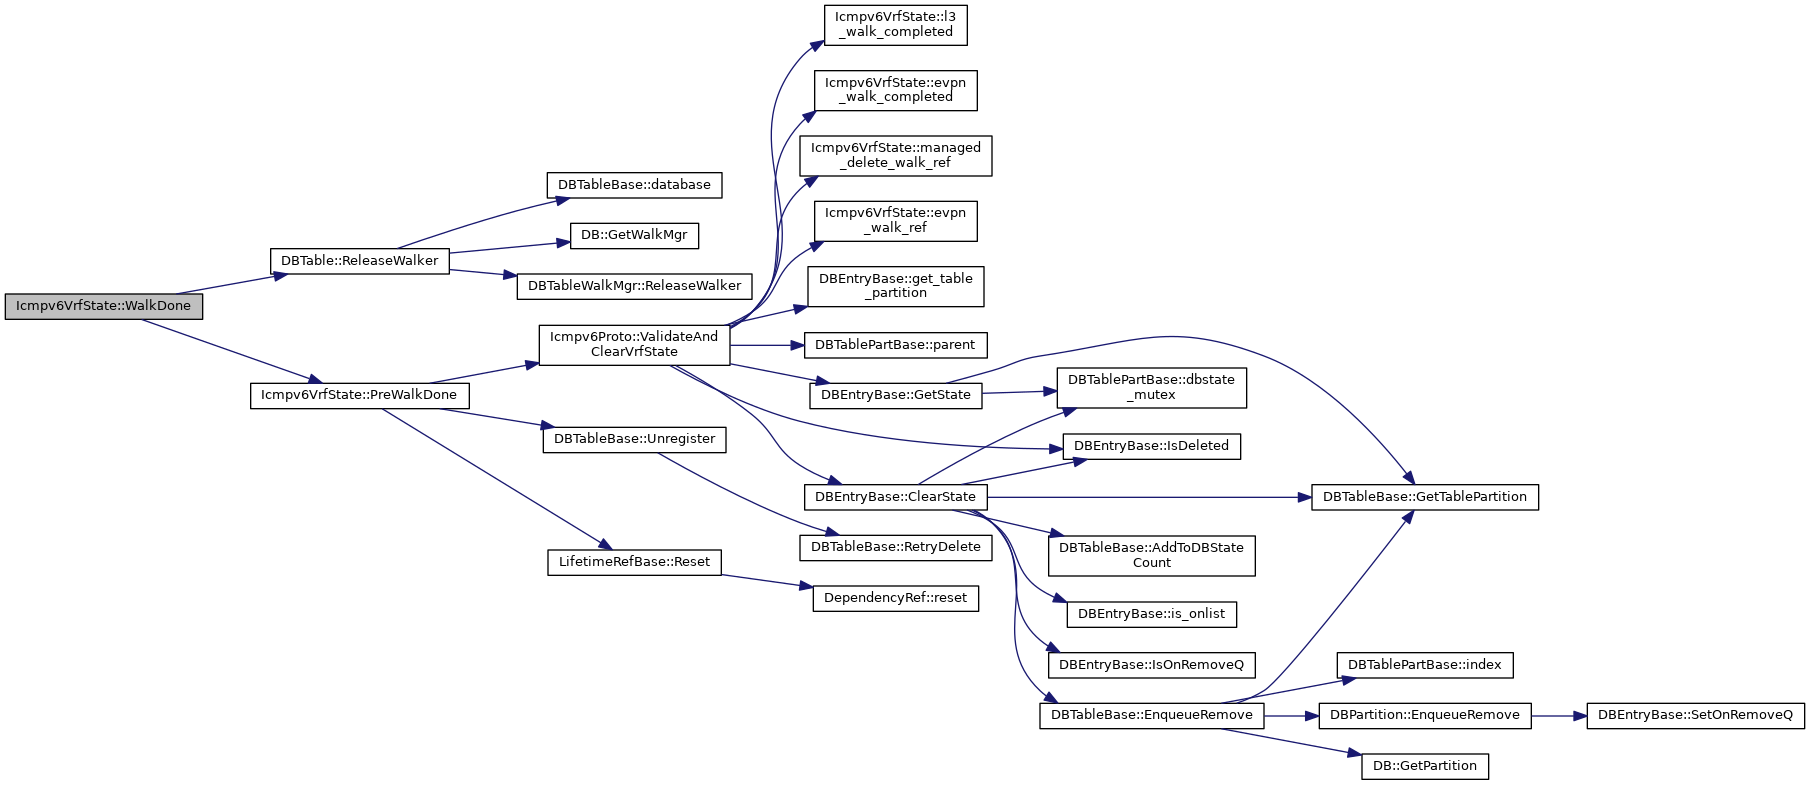 Icmpv6VrfState::WalkDone
DBTable::ReleaseWalker
DBTableBase::database
DB::GetWalkMgr
DBTableWalkMgr::ReleaseWalker
Icmpv6VrfState::PreWalkDone
Icmpv6Proto::ValidateAnd
ClearVrfState
Icmpv6VrfState::l3
_walk_completed
Icmpv6VrfState::evpn
_walk_completed
Icmpv6VrfState::managed
_delete_walk_ref
Icmpv6VrfState::evpn
_walk_ref
DBEntryBase::get_table
_partition
DBTablePartBase::parent
DBEntryBase::GetState
DBTablePartBase::dbstate
_mutex
DBEntryBase::IsDeleted
DBEntryBase::ClearState
DBTableBase::GetTablePartition
DBTableBase::AddToDBState
Count
DBEntryBase::is_onlist
DBEntryBase::IsOnRemoveQ
DBTableBase::EnqueueRemove
DBTablePartBase::index
DBPartition::EnqueueRemove
DBEntryBase::SetOnRemoveQ
DB::GetPartition
DBTableBase::Unregister
DBTableBase::RetryDelete
LifetimeRefBase::Reset
DependencyRef::reset